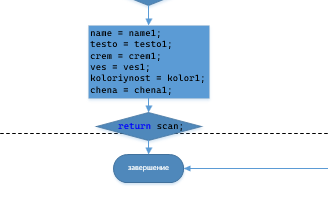 name = name1;
testo = testo1;
crem = crem1;
ves = ves1;
koloriynost = kolor1;
chena = chena1;
return scan;
завершение